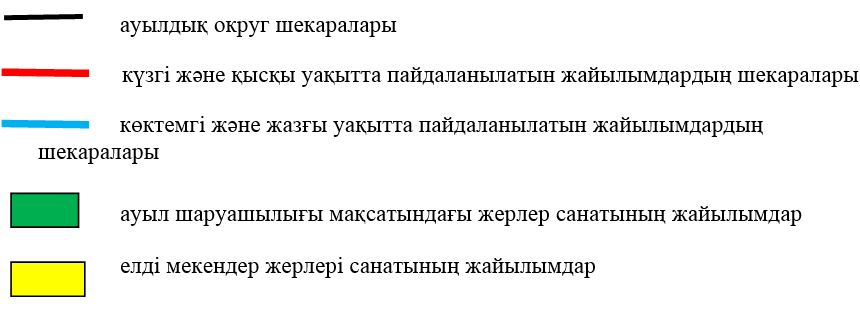 ауылдық округ шекаралары
күзгі және қысқы уақытта пайдаланылатын жайылымдардың шекаралары
көктемгі және жазғы уақытта пайдаланылатын жайылымдардың
шекаралары
ауыл шаруашылығы мақсатындағы жерлер санатының жайылымдар
елді мекендер жерлері санатының жайылымдар